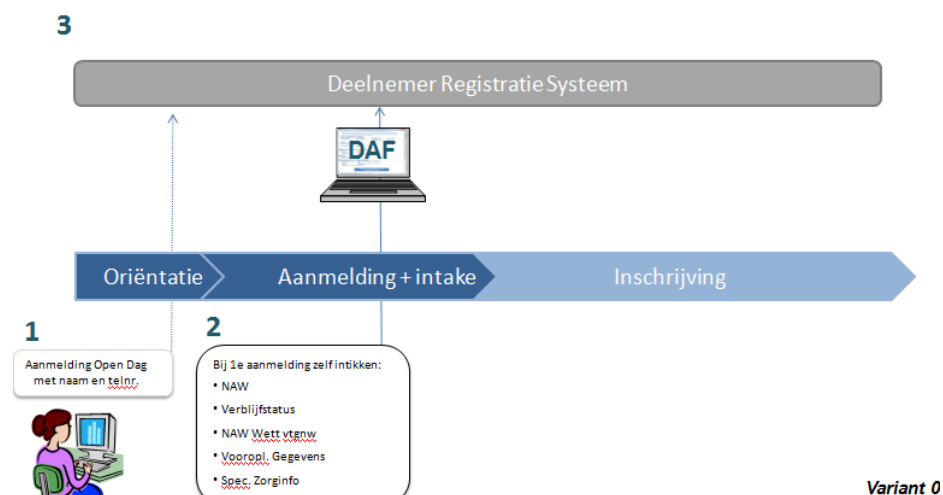 3
Deelnemer Registratie Systeem
DAF
Oriëntatie
Aanmelding + intake
Inschrijving
1
Aanmelding Open Dag
met naam en telnr.
2
Bij 1e aanmelding zelf intikken:
• NAW
• Verblijfstatus
• NAW Wett vtgnw
• Vooropl. Gegevens
• Spec. Zorginfo
Variant 0